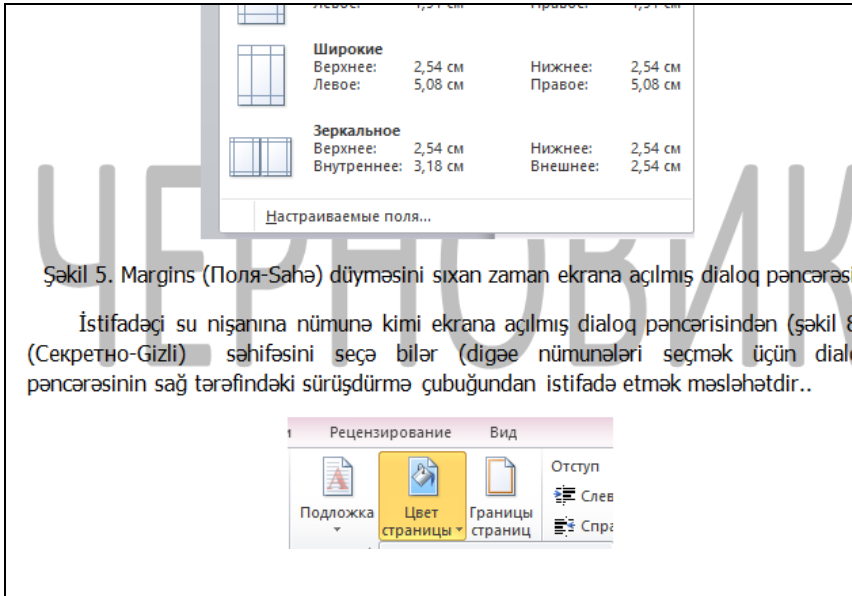 Широкие
Верхнее: 2,54 см Нижнее: 2,54 см
Левое: 5,08 см Правое: 5,08 см
Зеркальное
Верхнее: 2,54 см Нижнее: 2,54 см
Внутреннее: 3,18 см Внешнее: 2,54 см
Настраиваемые поля...
ЧЕРНОВИК
Şəkil 5. Margins (Поля-Sahə) düyməsini sıxan zaman ekrana açılmış dialoq pəncərəsi
İstifadəçi su nişanına nümunə kimi ekrana açılmış dialoq pəncərisindən (şəkil 8
(Секретно-Gizli) səhifəsini seçə bilər (digəe nümunələri seçmək üçün dialo
pəncərəsinin sağ tərəfindəki sürüşdürmə çubuğundan istifadə etmək məsləhətdir..
Рецензирование Вид
Подложка Цвет страницы Границы страниц
Отступ
Слев
Спра